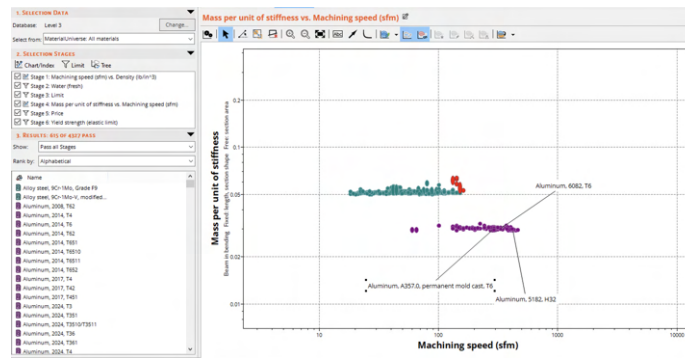 1. SELECTION DATA
Database: Level 3
Change...
Select from: MaterialUniverse: All materials
2. SELECTION STAGES
Chart/Index Limit Tree
Stage 1: Machining speed (sfm) vs. Density (lb/in^3)
Stage 2: Water (fresh)
Stage 3: Limit
Stage 4: Mass per unit of stiffness vs. Machining speed (sfm)
Stage 5: Price
Stage 6: Yield strength (elastic limit)
3. RESULTS: 615 OF 4327 PASS
Show: Pass all Stages
Rank by: Alphabetical
Name
Alloy steel, 9Cr-1Mo, Grade F9
Alloy steel, 9Cr-1Mo-V, modified...
Aluminum, 2008, T62
Aluminum, 2014, T4
Aluminum, 2014, T6
Aluminum, 2014, T62
Aluminum, 2014, T651
Aluminum, 2014, T6510
Aluminum, 2014, T6511
Aluminum, 2014, T652
Aluminum, 2017, T4
Aluminum, 2017, T42
Aluminum, 2017, T451
Aluminum, 2024, T3
Aluminum, 2024, T351
Aluminum, 2024, T3510/T3511
Aluminum, 2024, T36
Aluminum, 2024, T361
Aluminum, 2024, T4
Mass per unit of stiffness vs. Machining speed (sfm)
Mass per unit of stiffness
Beam in bending Fixed: length, section shape Free: section area
0.2
0.1
0.05
0.02
0.01
Aluminum, 6082, T6
Aluminum, A357.0, permanent mold cast, T6
Aluminum, 5182, H32
10
100
1000
10000
Machining speed (sfm)